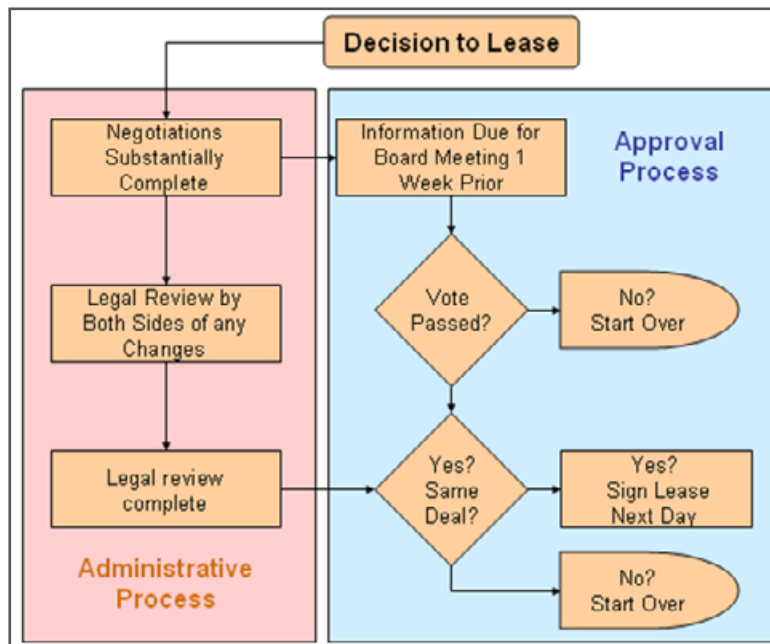 Decision to Lease
Negotiations
Substantially
Complete
Information Due for
Board Meeting 1
Week Prior
Approval
Process
Legal Review by
Both Sides of any
Changes
Vote
Passed?
No?
Start Over
Legal review
complete
Yes?
Same
Deal?
Yes?
Sign Lease
Next Day
Administrative
Process
No?
Start Over